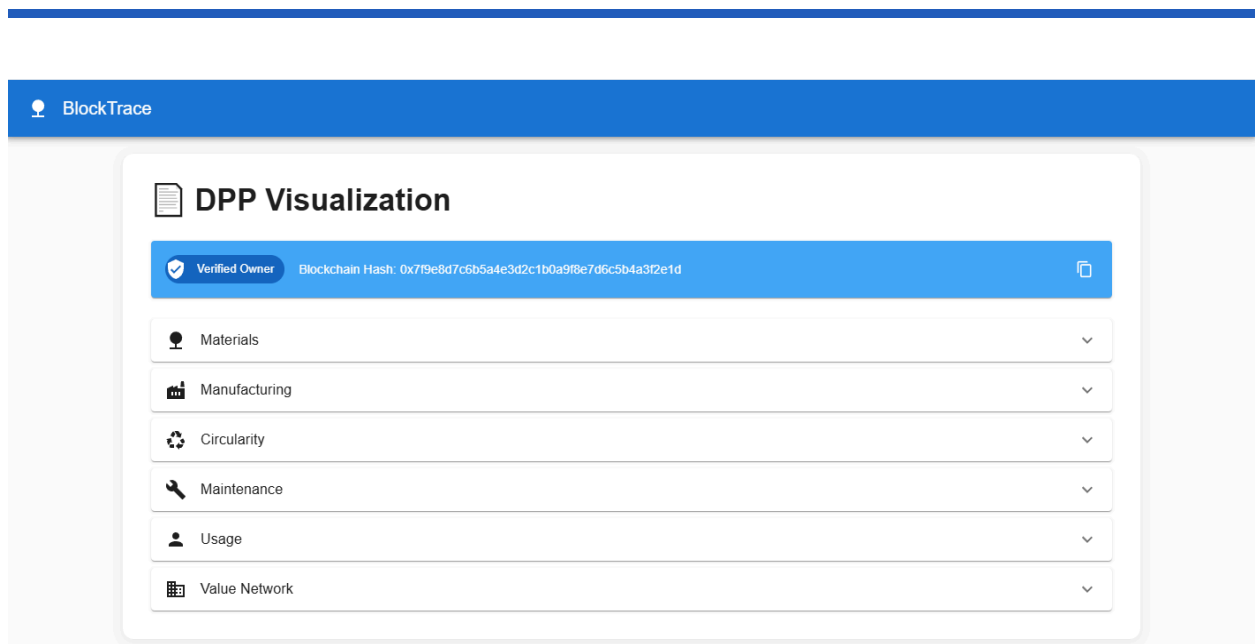 BlockTrace
DPP Visualization
Verified Owner Blockchain Hash: 0x7f9e8d7c6b5a4e3d2c1b0a9f8e7d6c5b4a3f2e1d
Materials
Manufacturing
Circularity
Maintenance
Usage
Value Network